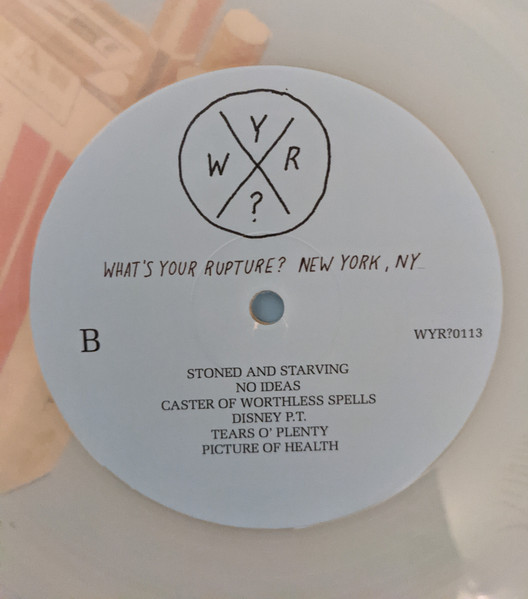 Y
W R
?
WHAT'S YOUR RUPTURE? NEW YORK, NY
B
WYR?0113
STONED AND STARVING
NO IDEAS
CASTER OF WORTHLESS SPELLS
DISNEY P.T.
TEARS O' PLENTY
PICTURE OF HEALTH